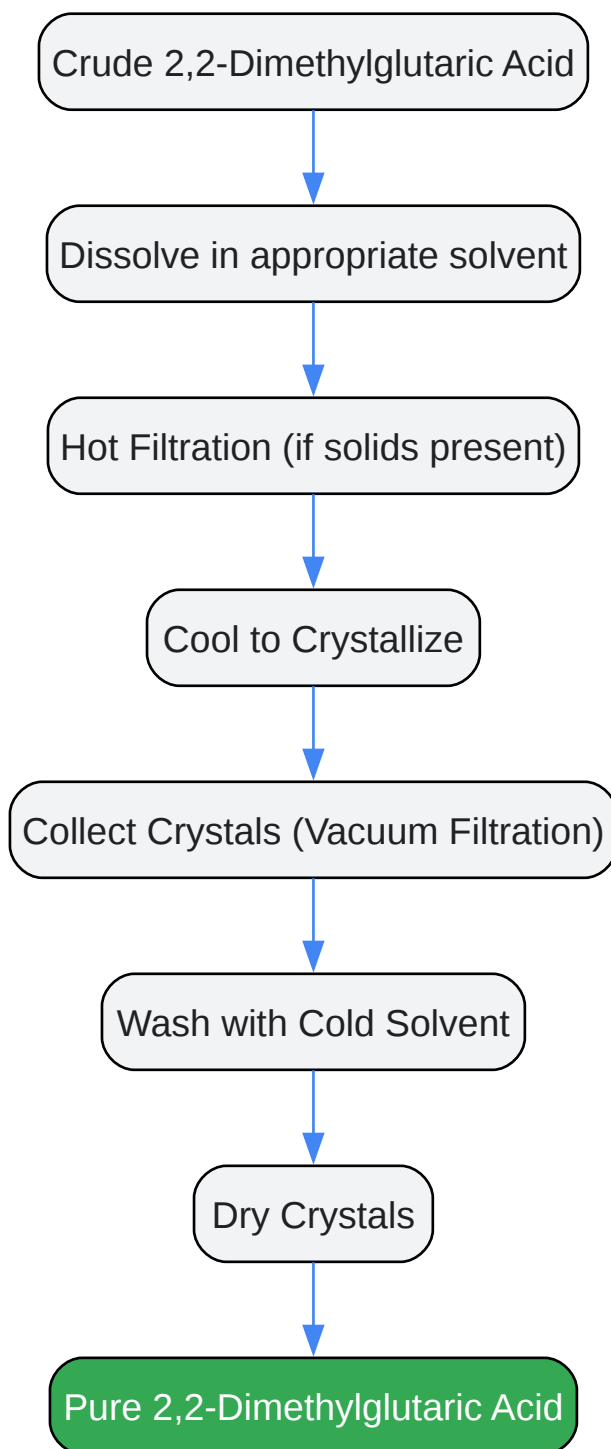 Crude 2,2-Dimethylglutaric Acid
Dissolve in appropriate solvent
Hot Filtration (if solids present)
Cool to Crystallize
Collect Crystals (Vacuum Filtration)
Wash with Cold Solvent
Dry Crystals
Pure 2,2-Dimethylglutaric Acid